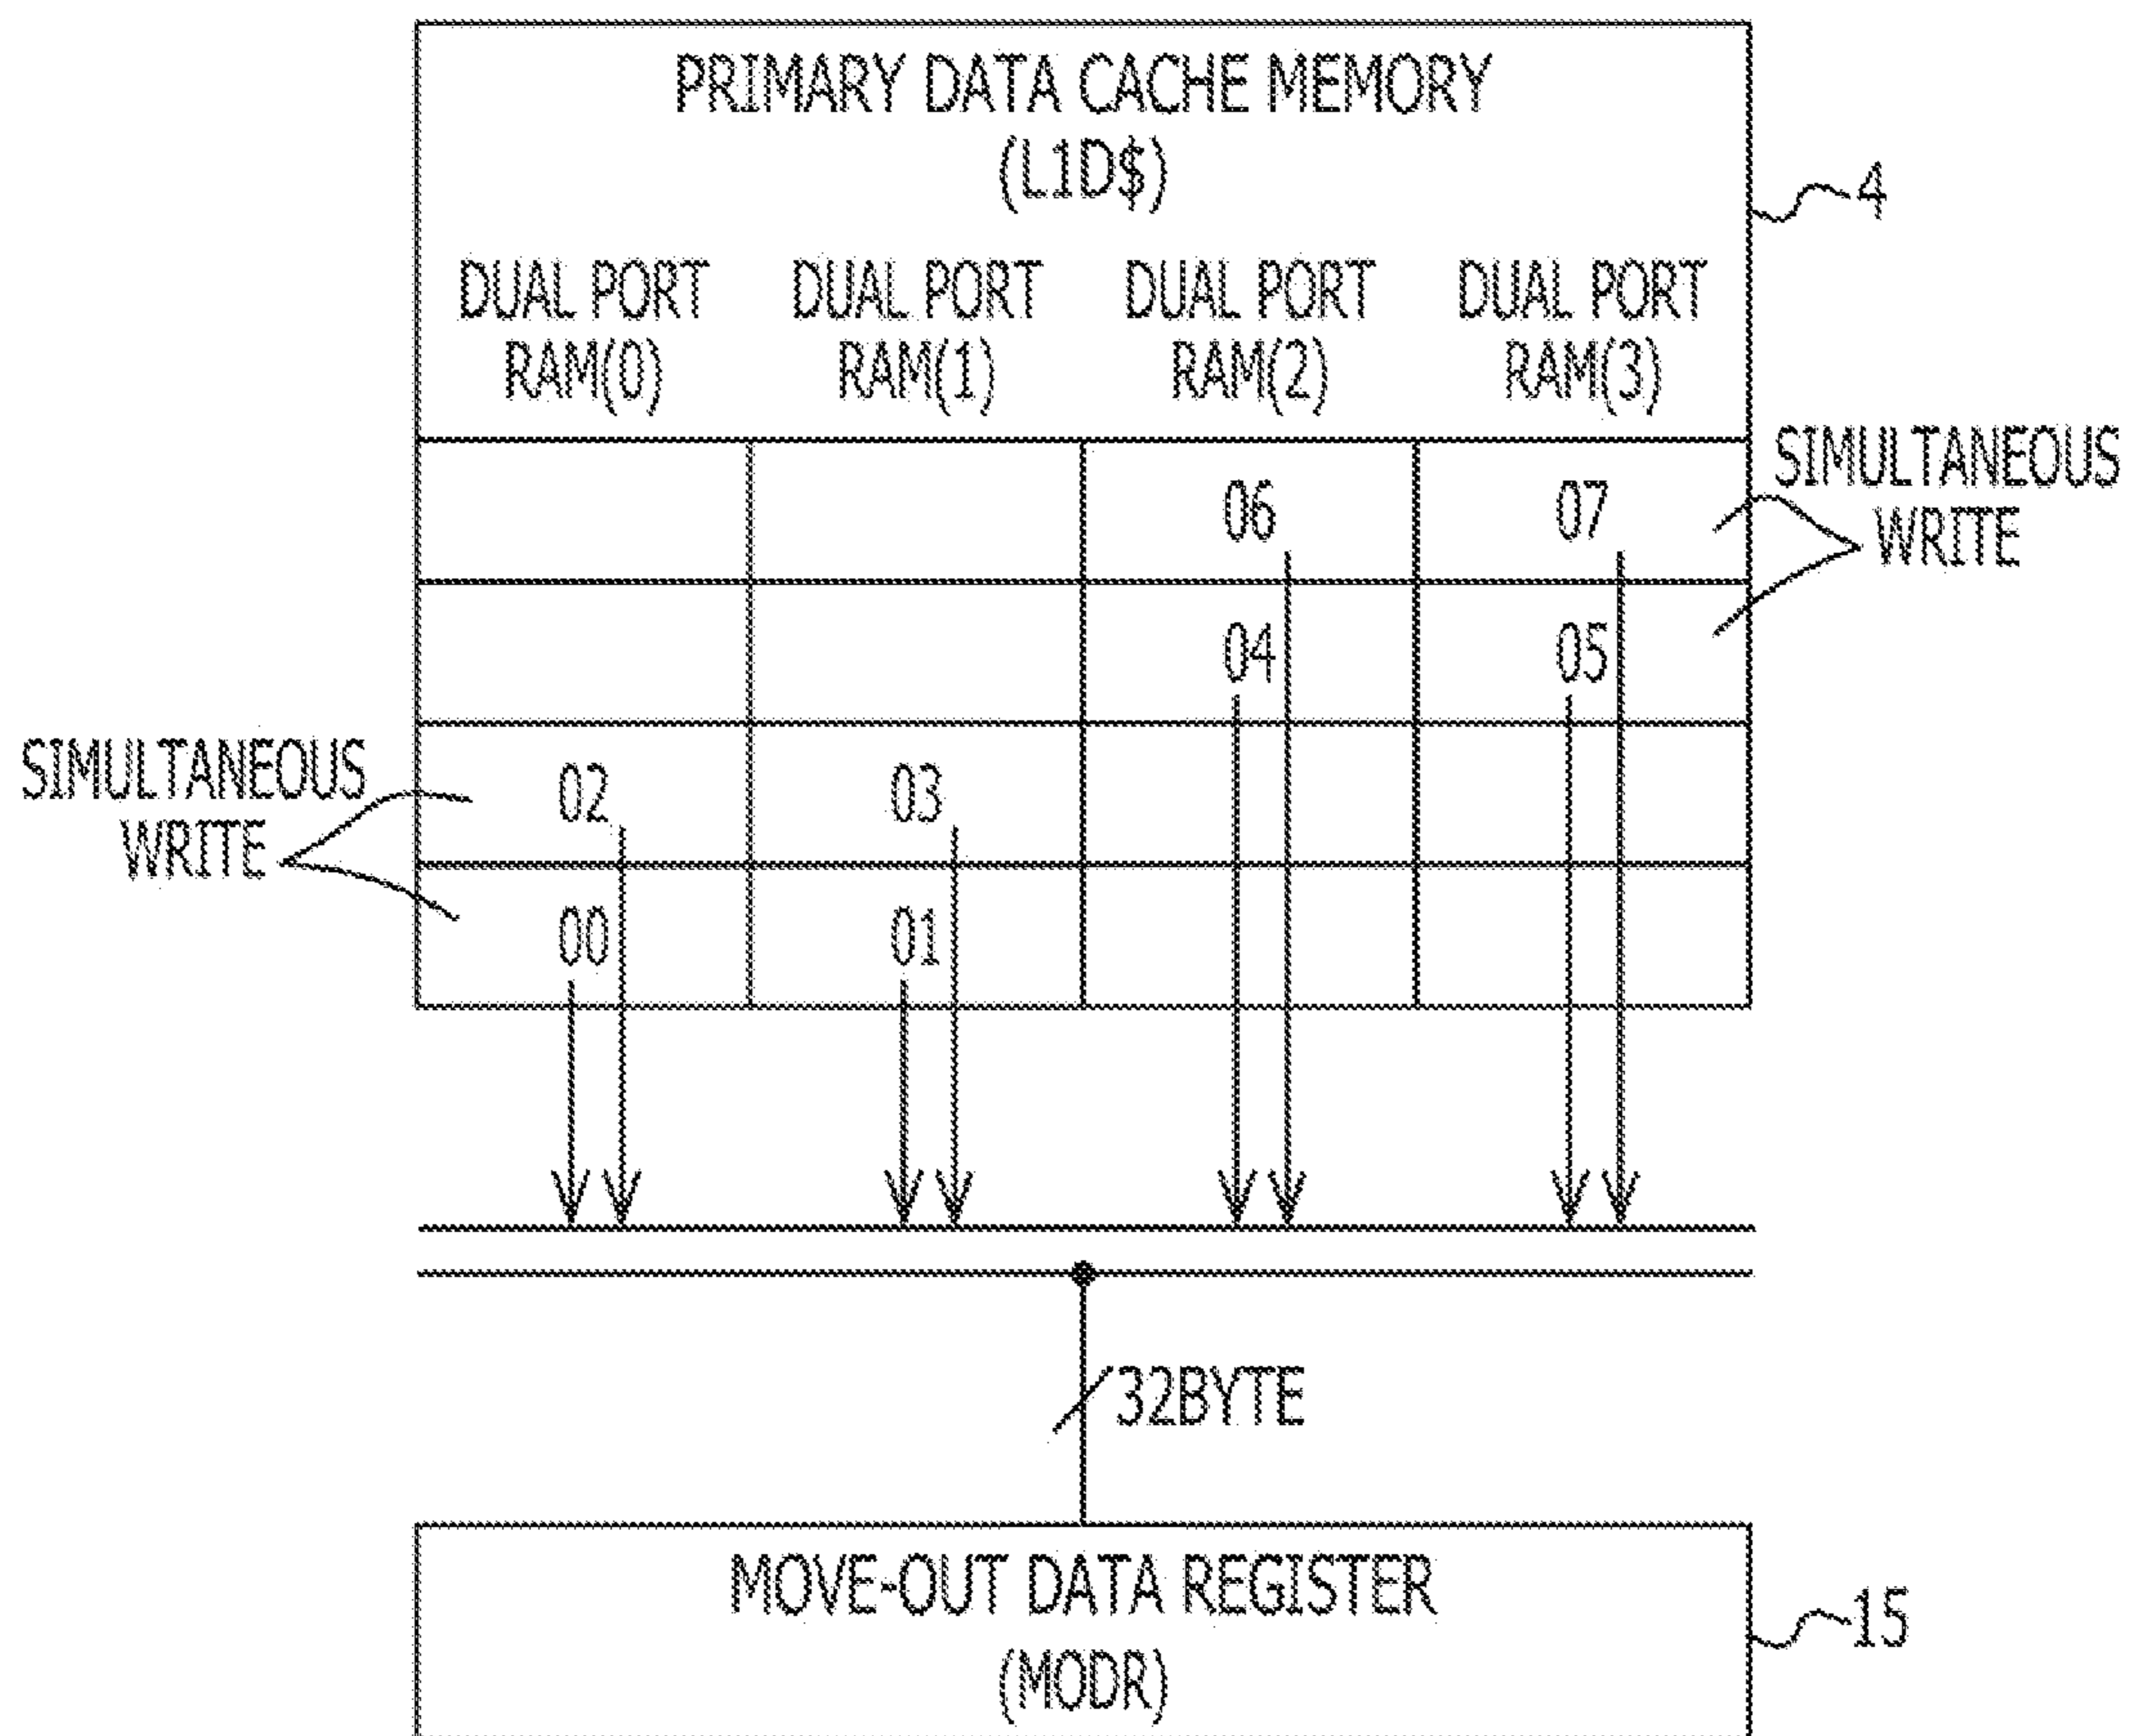 PRIMARY DATA CACHE MEMORY
(L1D$)
4
DUAL PORT RAM(0)
DUAL PORT RAM(1)
DUAL PORT RAM(2)
DUAL PORT RAM(3)
06
07
SIMULTANEOUS
WRITE
04
05
SIMULTANEOUS
WRITE
02
03
00
01
32BYTE
MOVE-OUT DATA REGISTER
(MODR)
15